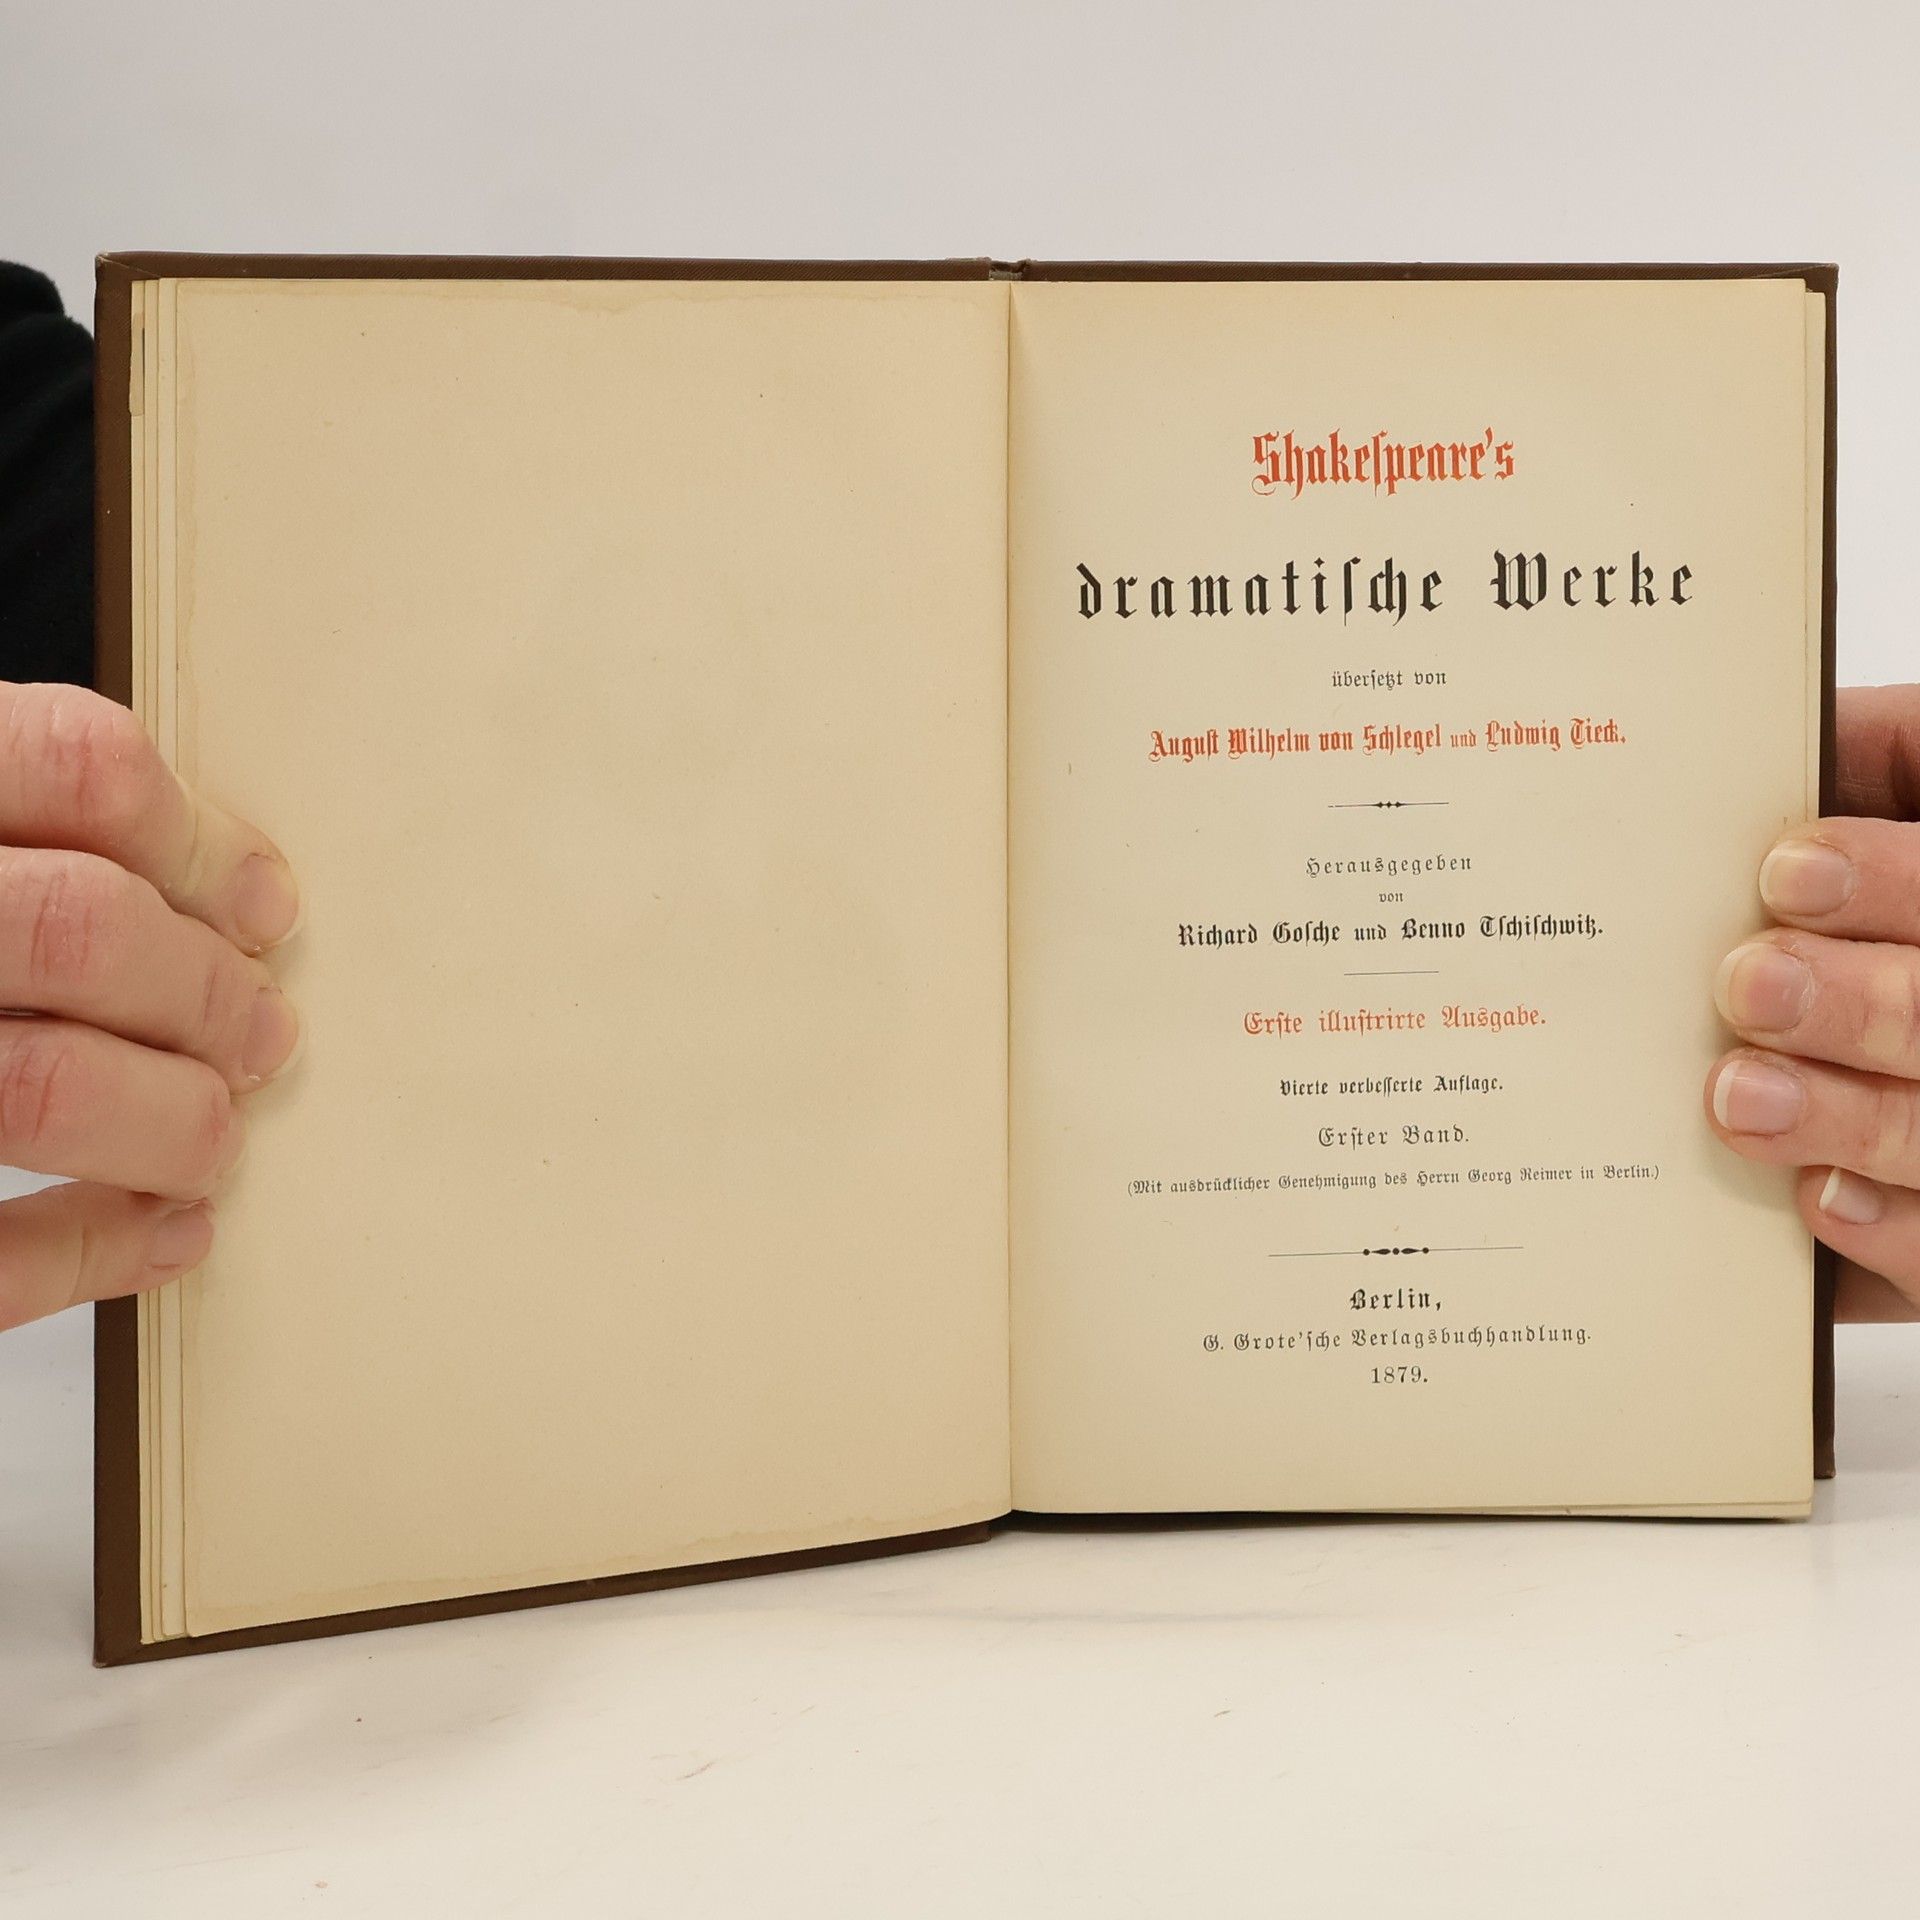 Shakeſpeare's
dramatiſche Werke
überſetzt von
Auguſt Wilhelm von Schlegel und Ludwig Tieck.
Herausgegeben
von
Richard Goſche und Benno Tſchiſchwitz.
Erſte illuſtrirte Ausgabe.
Vierte verbeſſerte Auflage.
Erſter Band.
(Mit ausdrücklicher Genehmigung des Herrn Georg Reimer in Berlin.)
Berlin,
G. Grote'ſche Verlagsbuchhandlung.
1879.